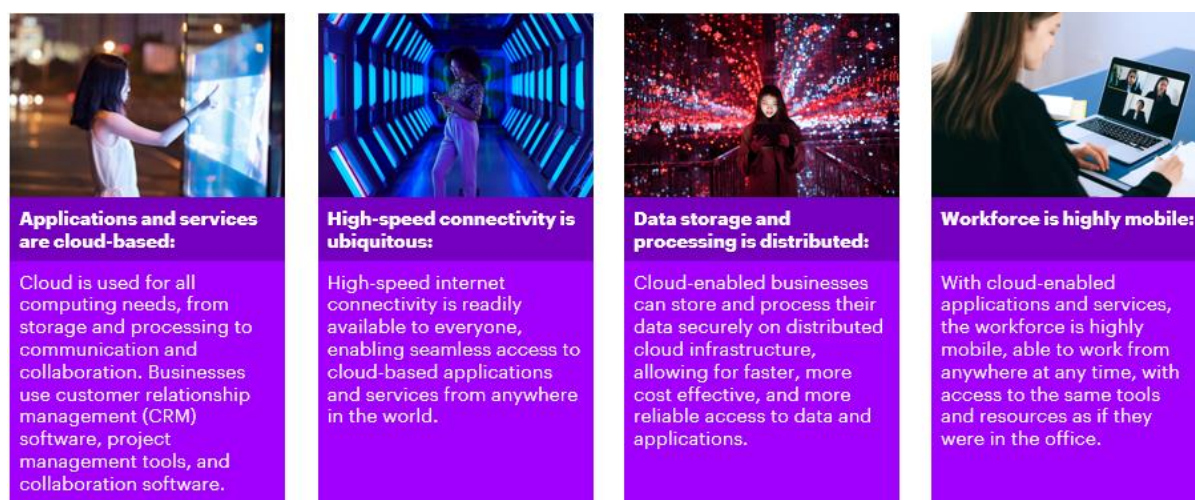 Applications and services
are cloud-based:
Cloud is used for all
computing needs, from
storage and processing to
communication and
collaboration. Businesses
use customer relationship
management (CRM)
software, project
management tools, and
collaboration software.
High-speed connectivity is
ubiquitous:
High-speed internet
connectivity is readily
available to everyone,
enabling seamless access to
cloud-based applications
and services from anywhere
in the world.
Data storage and
processing is distributed:
Cloud-enabled businesses
can store and process their
data securely on distributed
cloud infrastructure,
allowing for faster, more
cost effective, and more
reliable access to data and
applications.
Workforce is highly mobile:
With cloud-enabled
applications and services,
the workforce is highly
mobile, able to work from
anywhere at any time, with
access to the same tools
and resources as if they
were in the office.